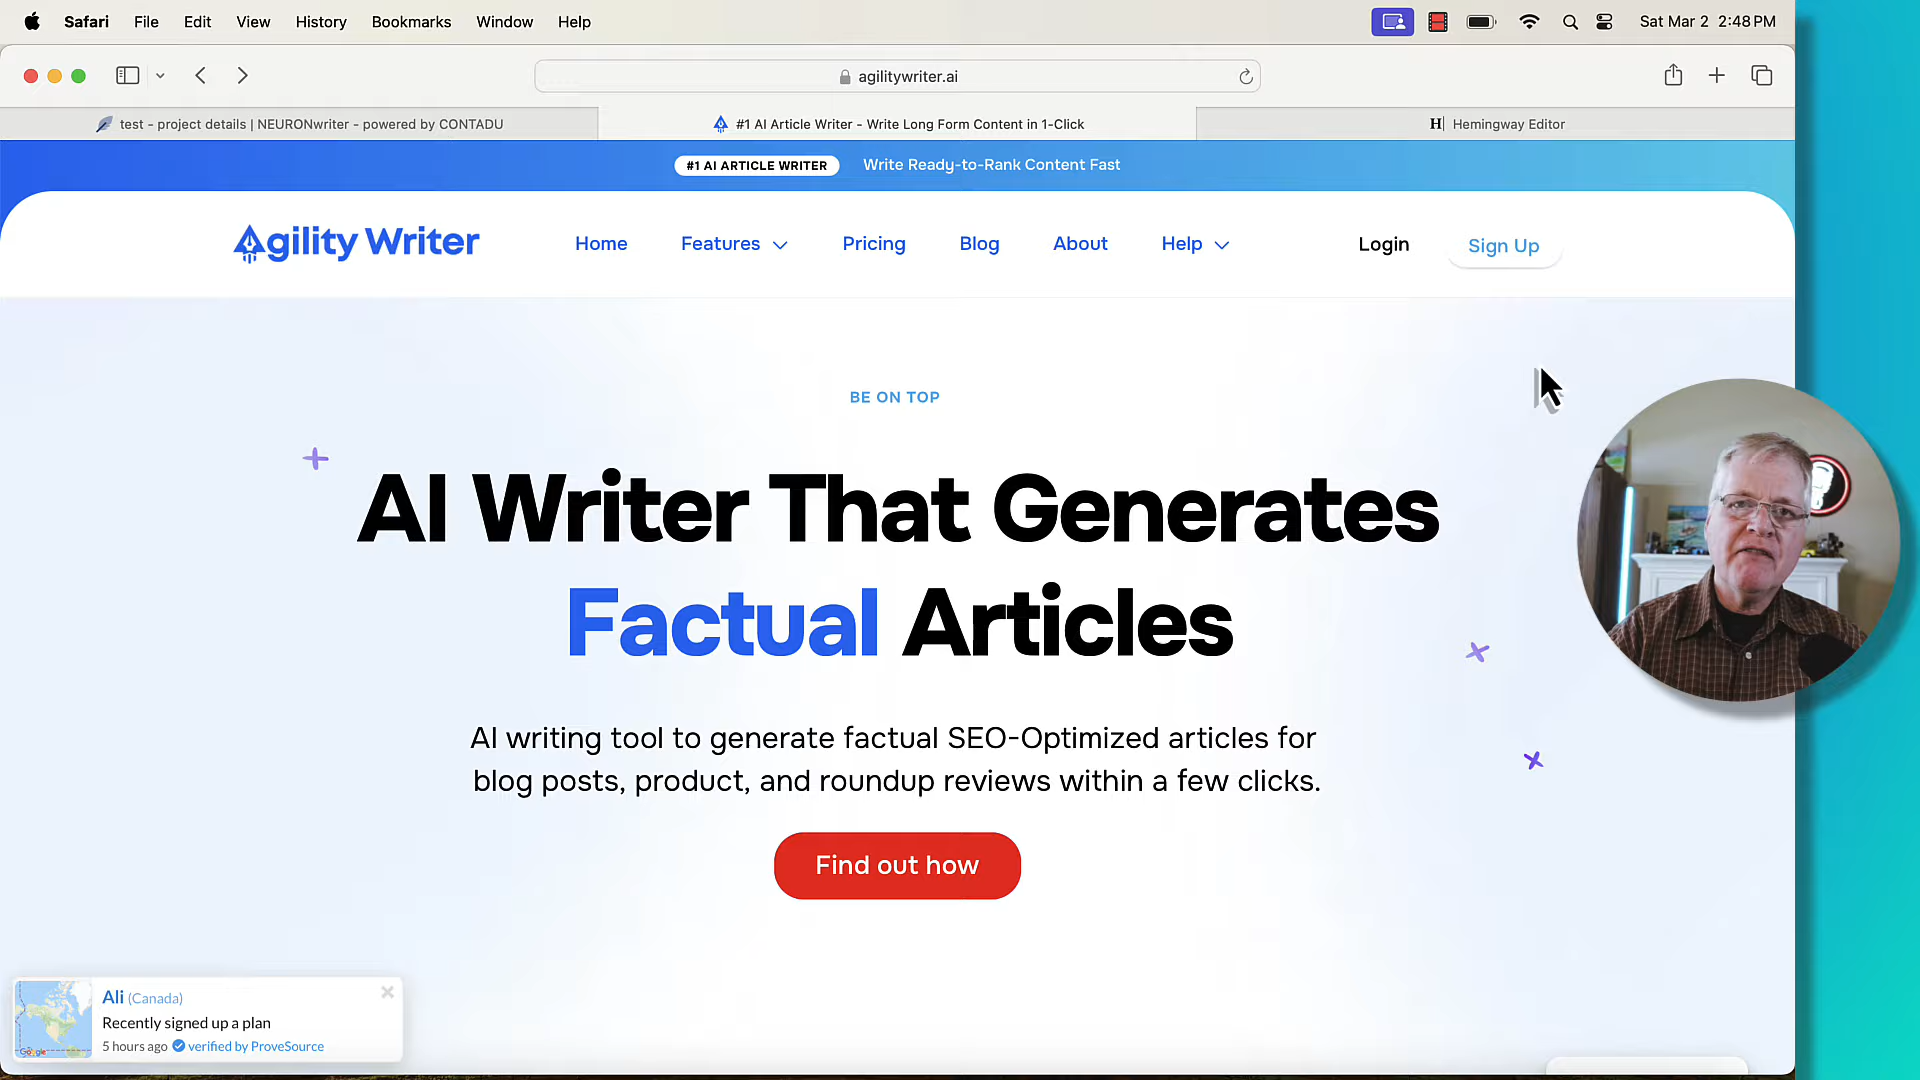 Safari File Edit View History Bookmarks Window Help Sat Mar 2 2:48 PM
agilitywriter.ai
test - project details | NEURONwriter - powered by CONTADU #1 AI Article Writer - Write Long Form Content in 1-Click H Hemingway Editor
#1 AI ARTICLE WRITER Write Ready-to-Rank Content Fast
Agility Writer Home Features Pricing Blog About Help Login Sign Up
BE ON TOP
AI Writer That Generates
Factual Articles
AI writing tool to generate factual SEO-Optimized articles for
blog posts, product, and roundup reviews within a few clicks.
Find out how
Ali (Canada)
Recently signed up a plan
5 hours ago verified by ProveSource
Google